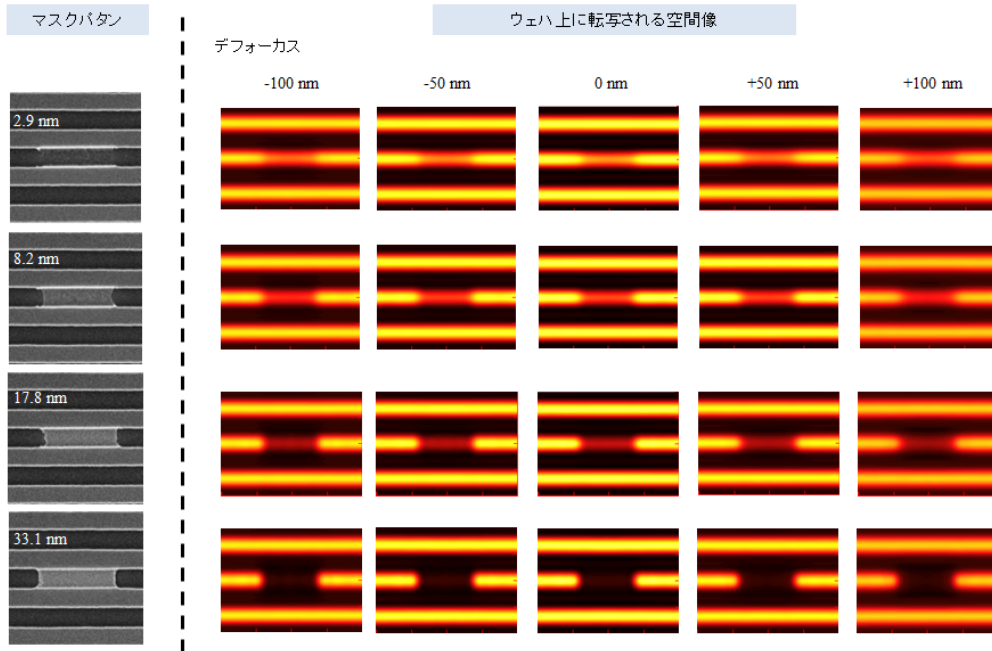 マスクパタン
ウェハ上に転写される空間像
デフォーカス
-100 nm
-50 nm
0 nm
+50 nm
+100 nm
2.9 nm
8.2 nm
17.8 nm
33.1 nm